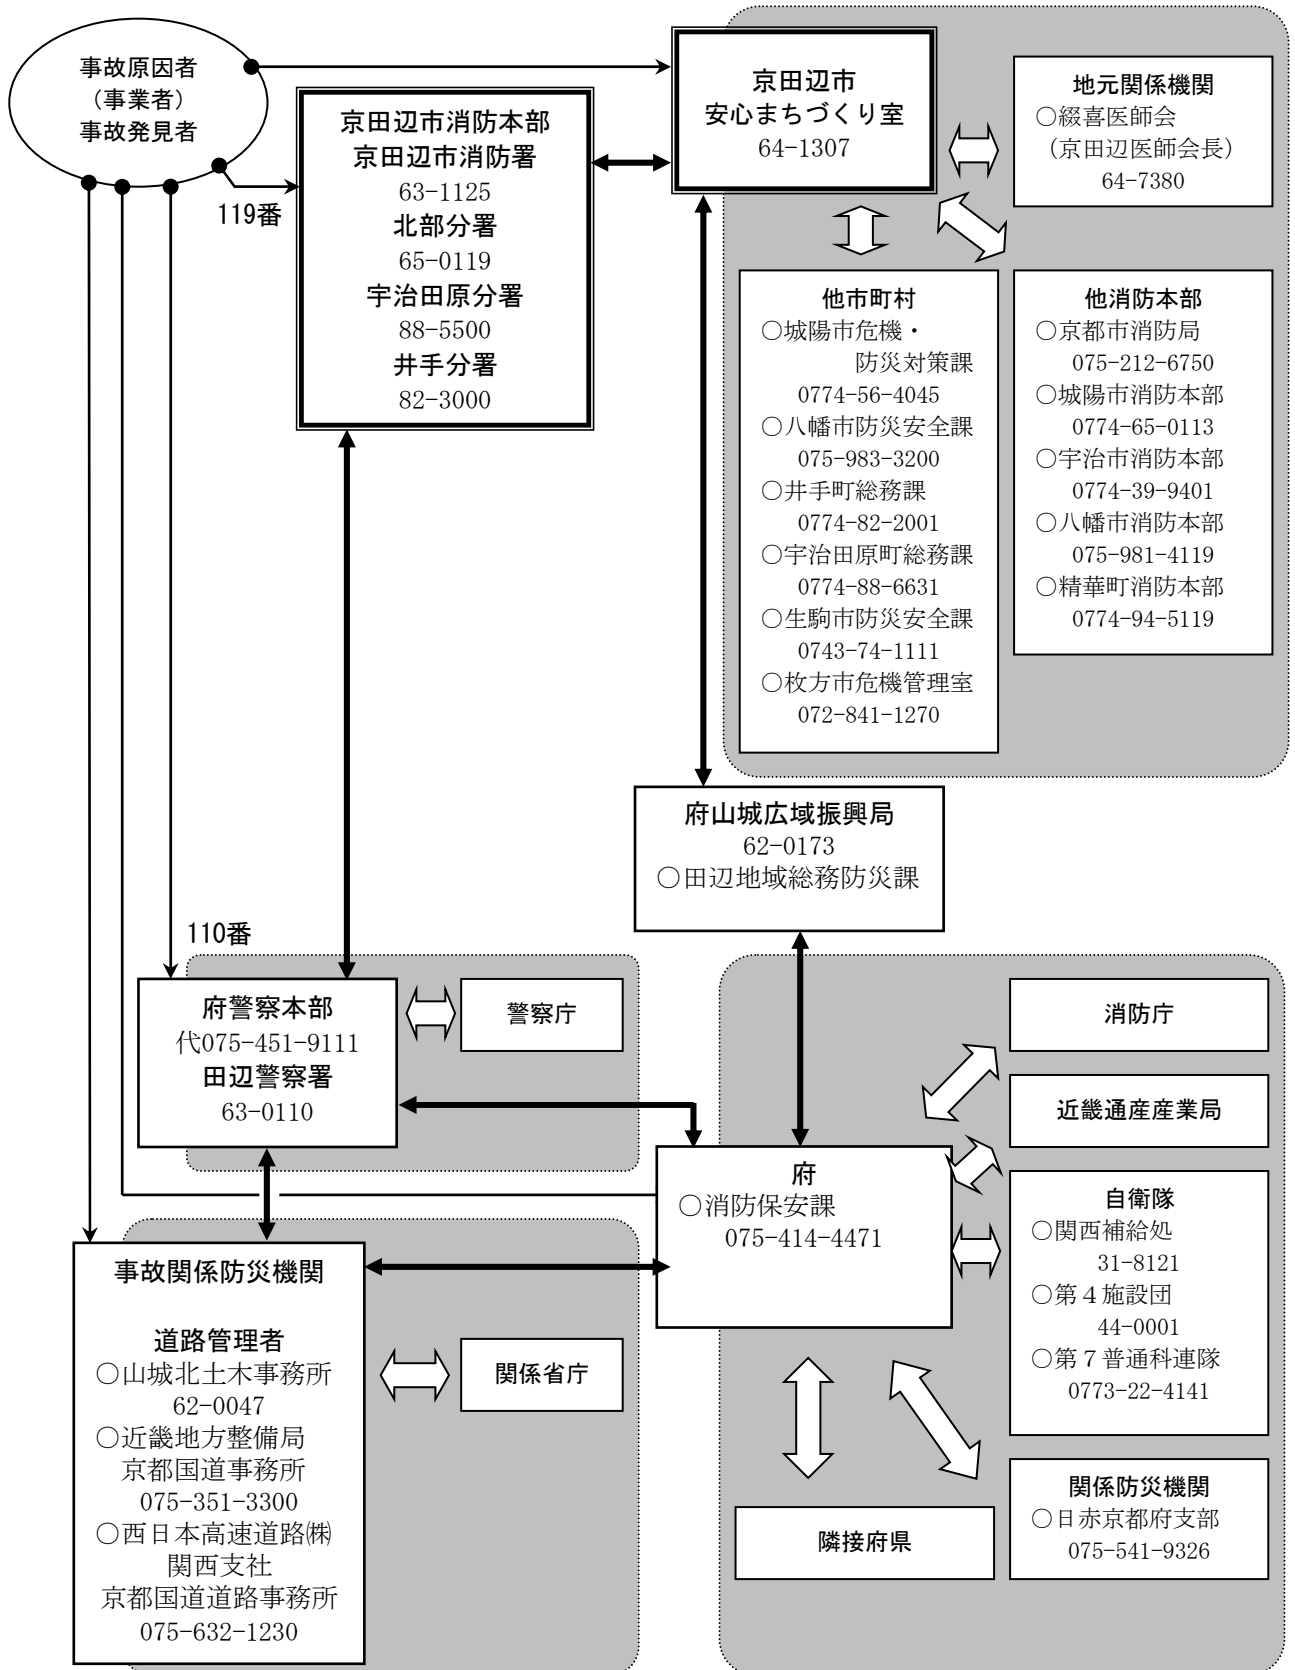 事故原因者
（事業者）
事故発見者
119番
京田辺市消防本部
京田辺市消防署
63-1125
北部分署
65-0119
宇治田原分署
88-5500
井手分署
82-3000
京田辺市
安心まちづくり室
64-1307
地元関係機関
○綴喜医師会
（京田辺医師会長）
64-7380
他市町村
○城陽市危機・
防災対策課
0774-56-4045
○八幡市防災安全課
075-983-3200
○井手町総務課
0774-82-2001
○宇治田原町総務課
0774-88-6631
○生駒市防災安全課
0743-74-1111
○枚方市危機管理室
072-841-1270
他消防本部
○京都市消防局
075-212-6750
○城陽市消防本部
0774-65-0113
○宇治市消防本部
0774-39-9401
○八幡市消防本部
075-981-4119
○精華町消防本部
0774-94-5119
府山城広域振興局
62-0173
○田辺地域総務防災課
110番
府警察本部
代075-451-9111
田辺警察署
63-0110
警察庁
消防庁
近畿通産産業局
府
○消防保安課
075-414-4471
自衛隊
○関西補給処
31-8121
○第４施設団
44-0001
○第７普通科連隊
0773-22-4141
事故関係防災機関
道路管理者
○山城北土木事務所
62-0047
○近畿地方整備局
京都国道事務所
075-351-3300
○西日本高速道路㈱
関西支社
京都国道道路事務所
075-632-1230
関係省庁
隣接府県
関係防災機関
○日赤京都府支部
075-541-9326